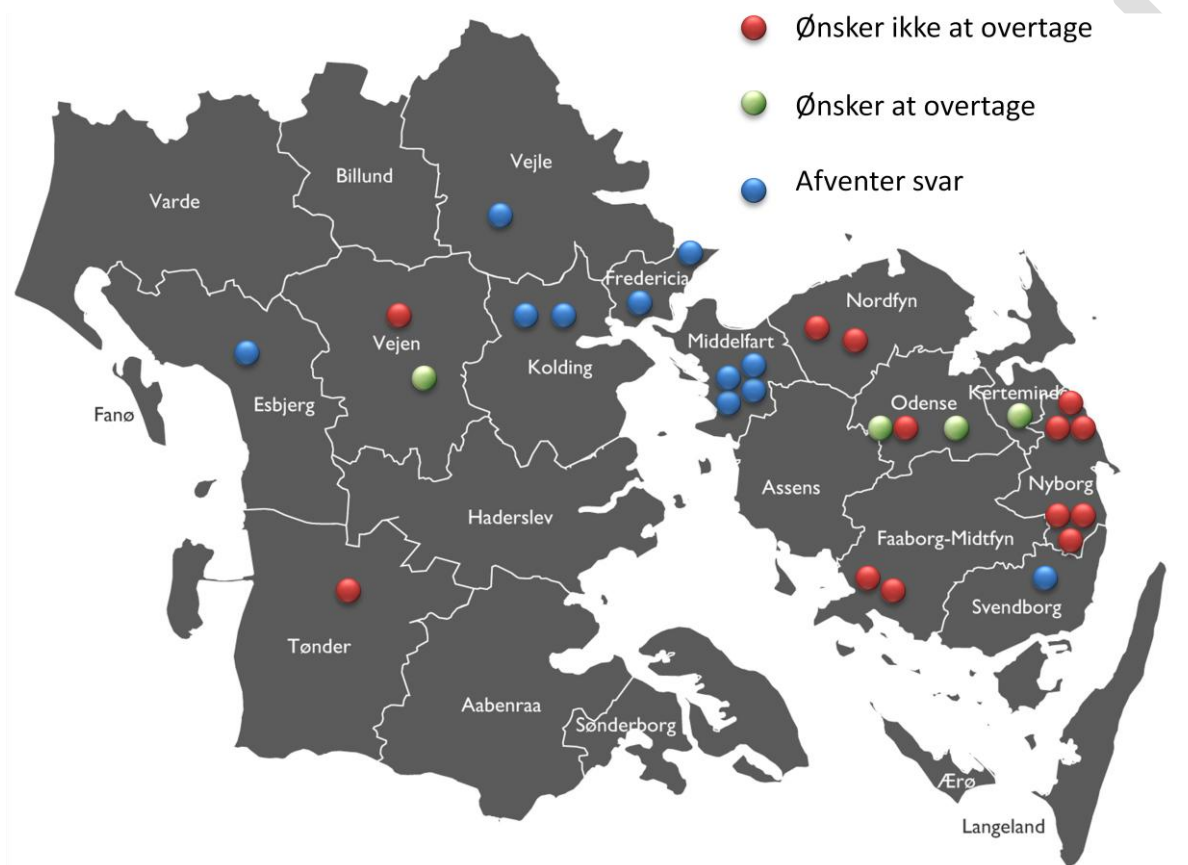 Ønsker ikke at overtage
Ønsker at overtage
Afventer svar
Vejle
Billund
Varde
Fredericia
Nordfyn
Vejen
Middelfart
Kolding
Kerteminde
Odense
Esbjerg
Fanø
Nyborg
Assens
Haderslev
Faaborg-Midtfyn
Svendborg
Tønder
Aabenraa
Sønderborg
Ærø
Langeland